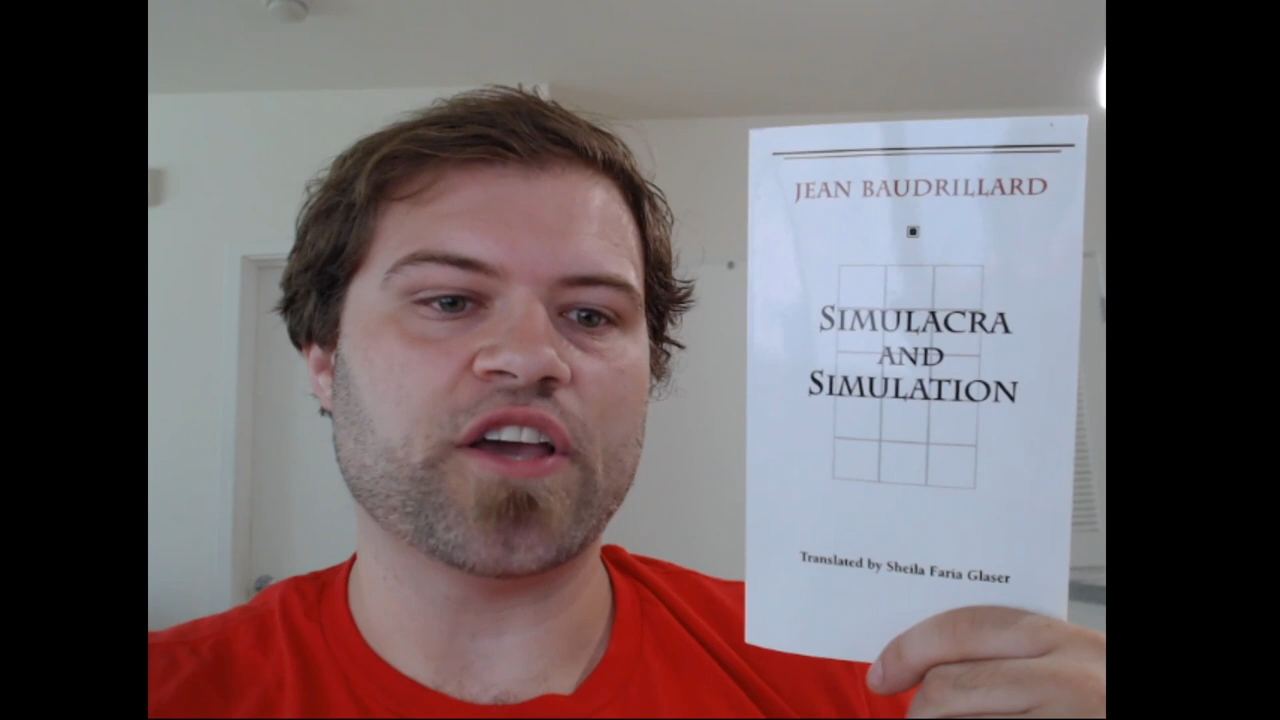 JEAN BAUDRILLARD
SIMULACRA
AND
SIMULATION
Translated by Sheila Faria Glaser